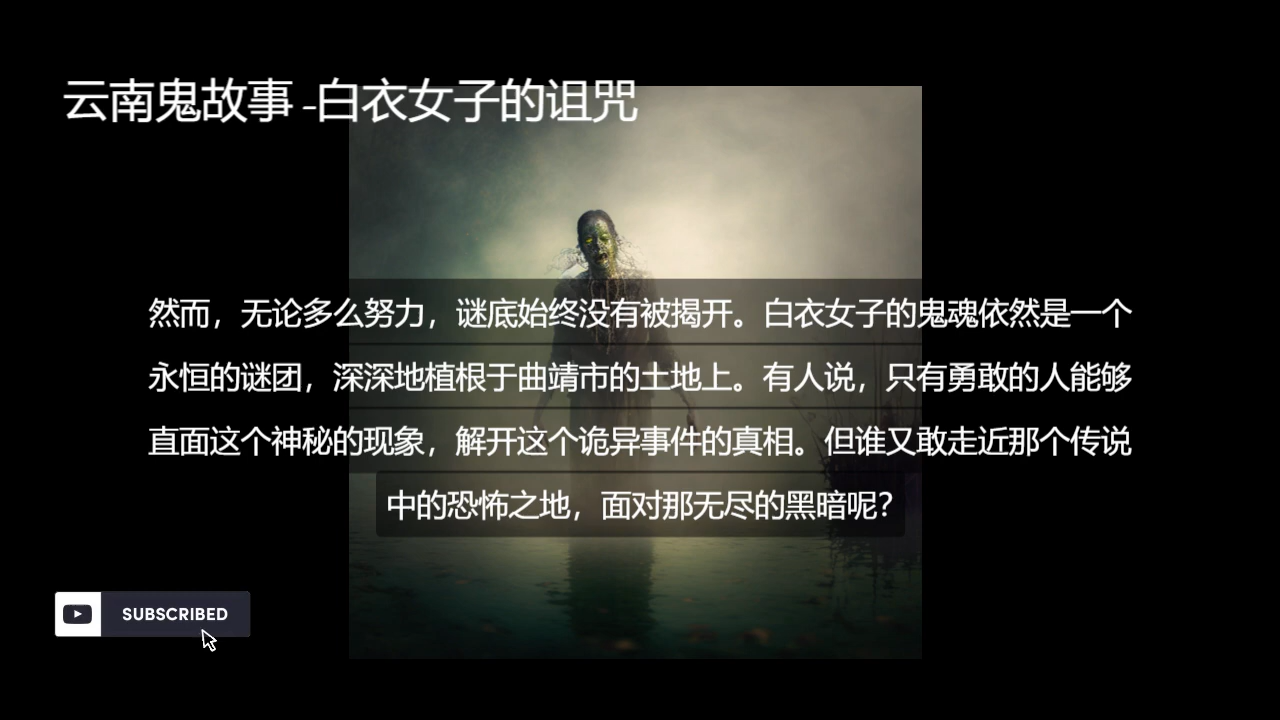 云南鬼故事 -白衣女子的诅咒
然而，无论多么努力，谜底始终没有被揭开。白衣女子的鬼魂依然是一个
永恒的谜团，深深地植根于曲靖市的土地上。有人说，只有勇敢的人能够
直面这个神秘的现象，解开这个诡异事件的真相。但谁又敢走近那个传说
中的恐怖之地，面对那无尽的黑暗呢？
SUBSCRIBED